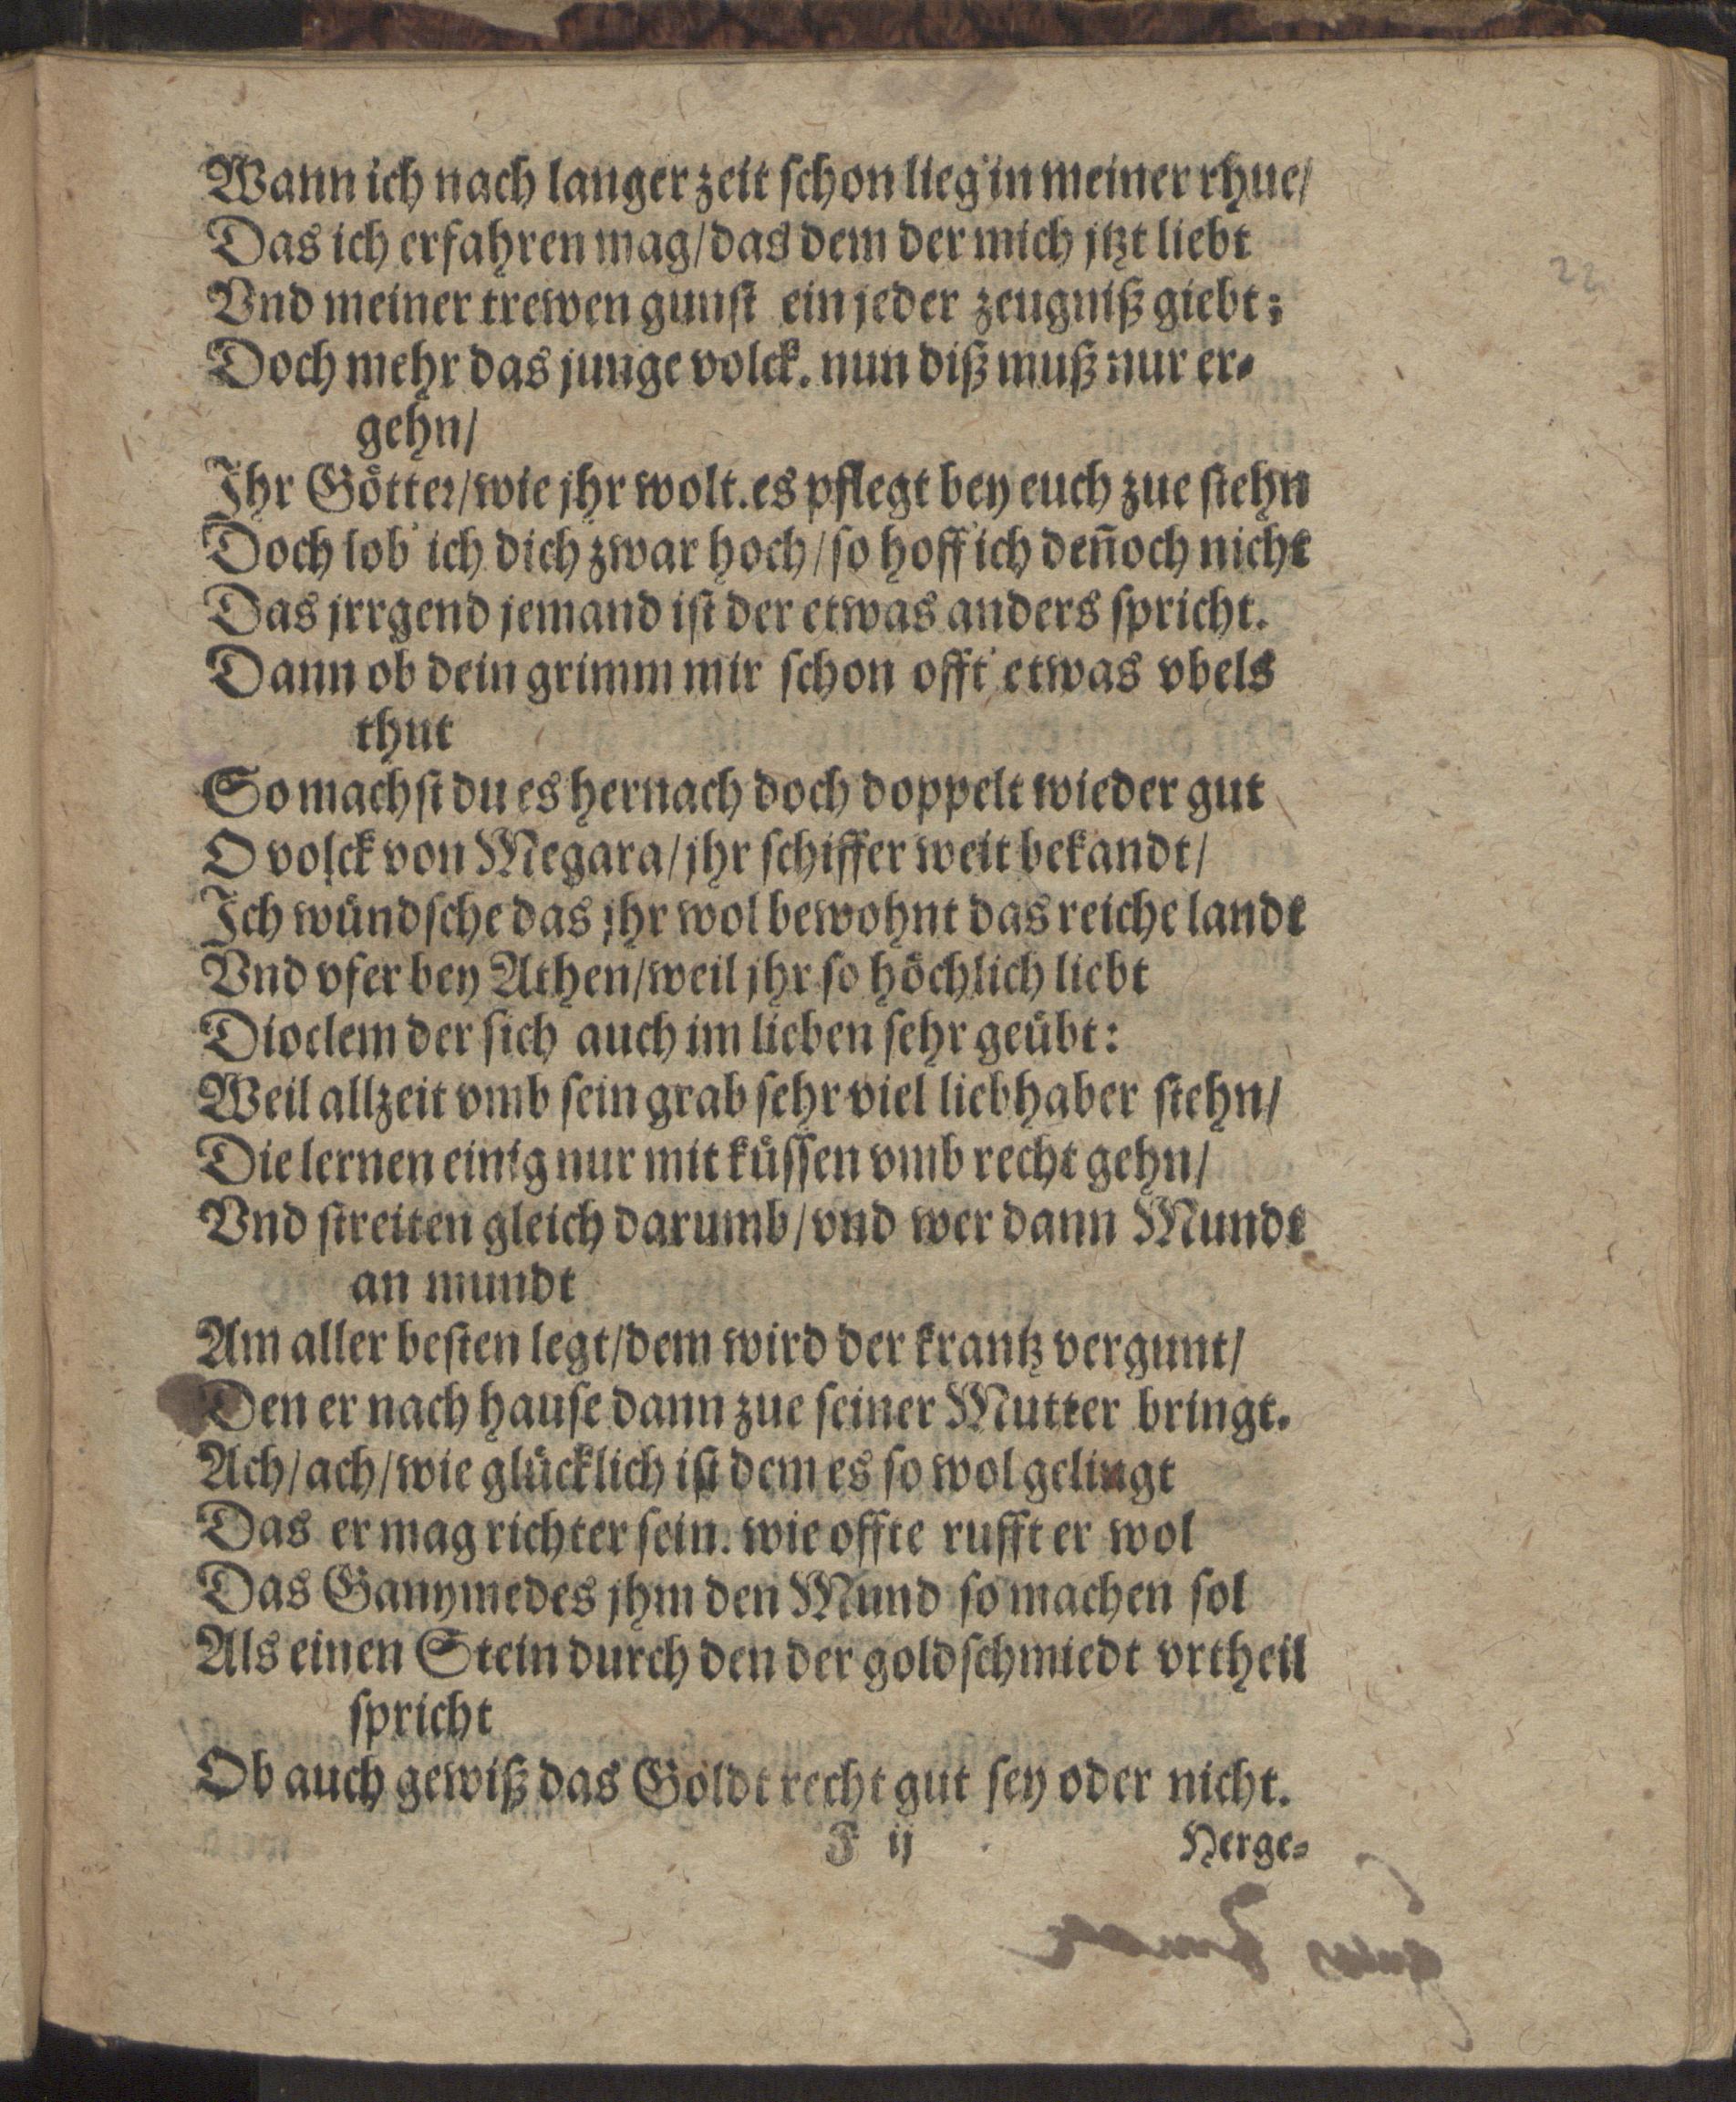 Wann ich nach langer zeit schon lieg' in meiner rhue/
Das ich erfahren mag/das dem der mich jtzt liebt
Vnd meiner trewen gunst ein jeder zeugniß giebt;
Doch mehr das junge volck. nun diß muß nur er-
gehn/
Ihr Götter/wie jhr wolt. es pflegt bey euch zue stehn
Doch lob' ich dich zwar hoch/so hoff' ich deñoch nicht
Das jrrgend jemand ist der etwas anders spricht.
Dann ob dein grimm mir schon offt' etwas vbels
thut
So machst du es hernach doch doppelt wieder gut
O volck von Megara/jhr schiffer weit bekandt/
Ich wündsche das jhr wol bewohnt das reiche landt
Vnd vfer bey Athen/weil jhr so höchlich liebt
Dioclem der sich auch im lieben sehr geübt:
Weil allzeit vmb sein grab sehr viel liebhaber stehn/
Die lernen einig nur mit küssen vmb recht gehn/
Vnd streiten gleich darumb/vnd wer dann Mundt
an mundt
Am aller besten legt/dem wird der krantz vergunt/
Den er nach hause dann zue seiner Mutter bringt.
Ach/ach/wie glücklich ist dem es so wol gelingt
Das er mag richter sein. wie offte rufft er wol
Das Ganymedes jhm den Mund so machen sol
Als einen Stein durch den der goldschmiedt vrtheil
spricht
Ob auch gewiß das Goldt recht gut sey oder nicht.
F ij Herge-
22